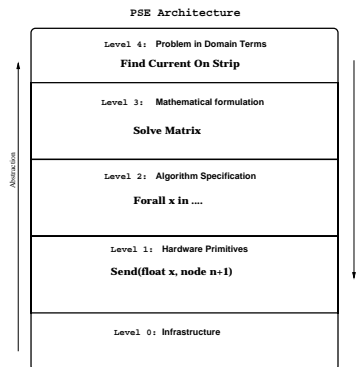 PSE Architecture
Level 4: Problem in Domain Terms
Find Current On Strip
Level 3: Mathematical formulation
Solve Matrix
Level 2: Algorithm Specification
Forall x in ....
Level 1: Hardware Primitives
Send(float x, node n+1)
Level 0: Infrastructure
Abstraction